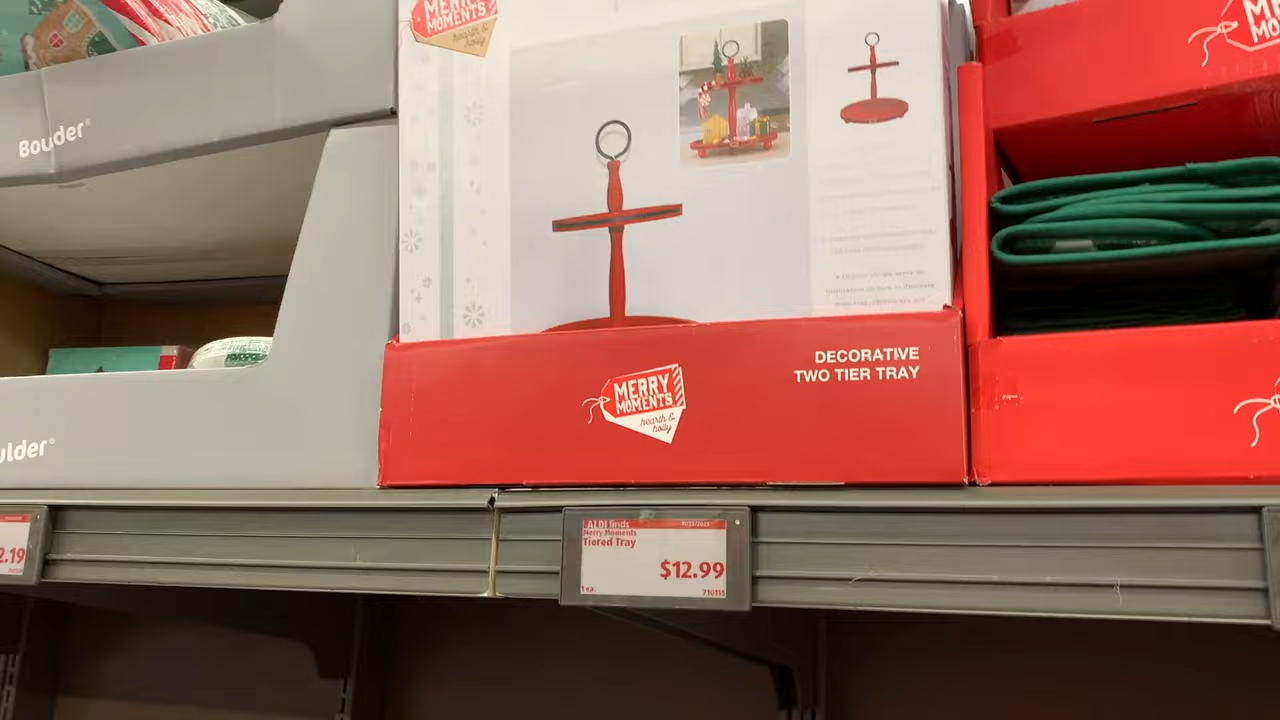 MERRY
MOMENTS
hearth &
holly
Bouder®
DECORATIVE
TWO TIER TRAY
MERRY
MOMENTS
hearth &
holly
ulder®
2.19
ALDI finds
Merry Moments
Tiered Tray
$12.99
1 ea.
710115